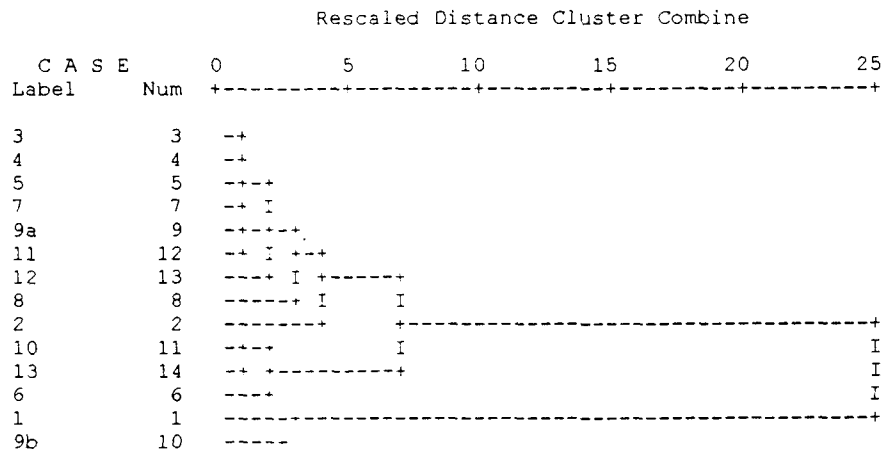 Rescaled Distance Cluster Combine
C A S E 0 5 10 15 20 25
Label Num +---------+---------+---------+---------+---------+
3 3 -+
4 4 -+
5 5 -+-+
7 7 -+ I
9a 9 -+-+-+
11 12 -+ I +-+
12 13 ---+ I +-----+
8 8 -----+ I I
2 2 -------+ +-----------------------------------+
10 11 -+-+ I I
13 14 -+ +---------+ I
6 6 ---+ I
1 1 -------------------------------------------------+
9b 10 -----